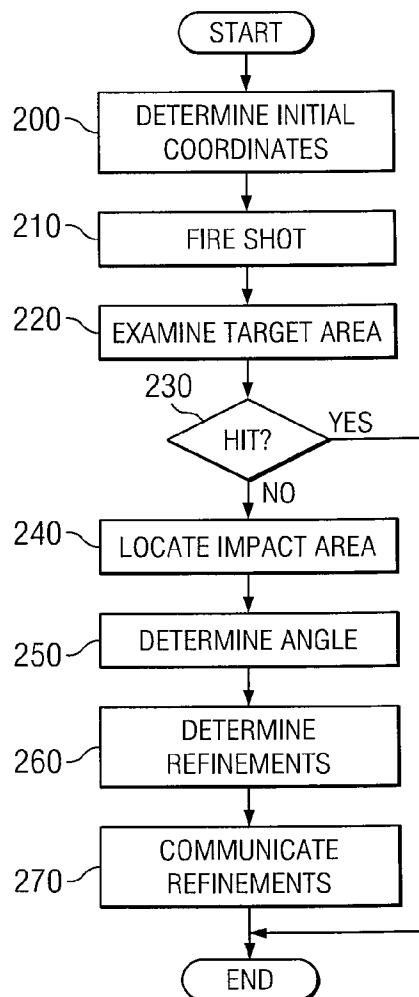 START
200
DETERMINE INITIAL
COORDINATES
210
FIRE SHOT
220
EXAMINE TARGET AREA
230
HIT?
YES
NO
240
LOCATE IMPACT AREA
250
DETERMINE ANGLE
260
DETERMINE
REFINEMENTS
270
COMMUNICATE
REFINEMENTS
END